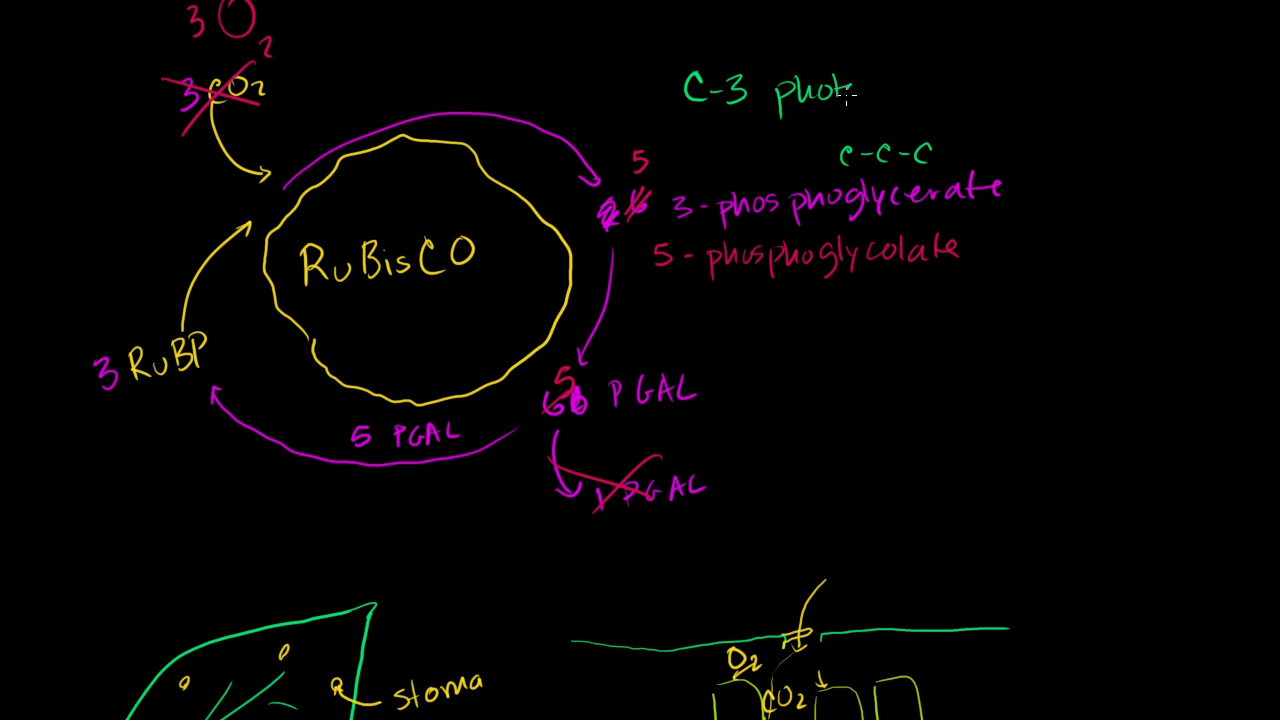 3 O2
3 CO2
C-3 phot
C-C-C
5
3-phosphoglycerate
RuBisCO
5-phosphoglycolate
3 RuBP
5
6 PGAL
5 PGAL
1 PGAL
O2
stoma
CO2